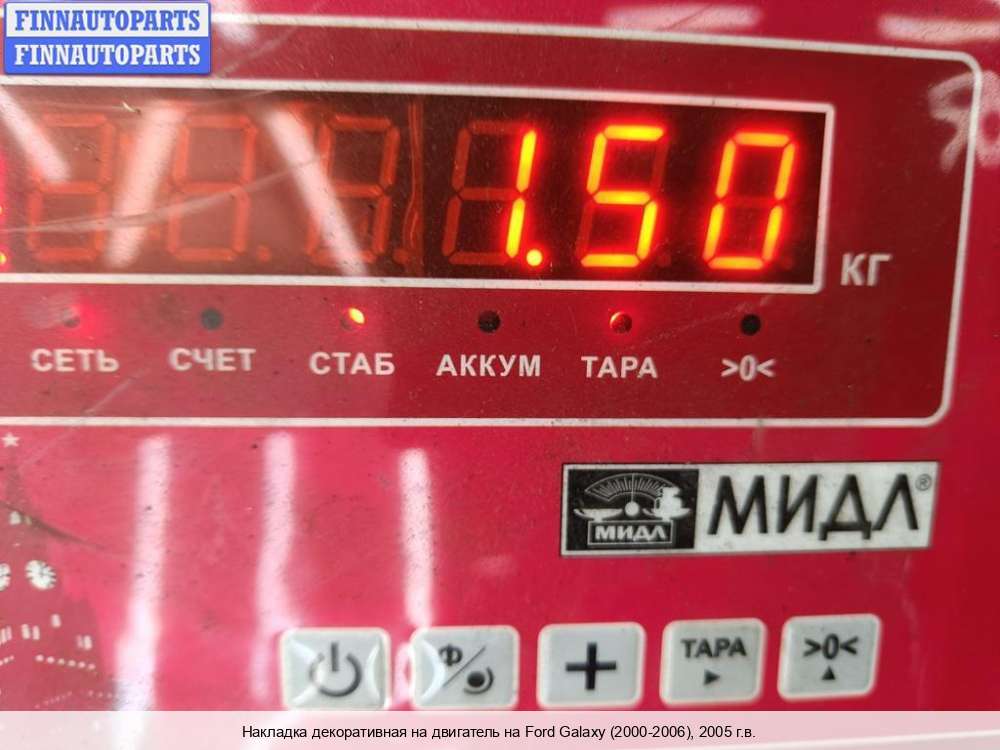 FINNAUTOPARTS
FINNAUTOPARTS
1.50
КГ
СЕТЬ СЧЕТ СТАБ АККУМ ТАРА >0<
МИДЛ МИДЛ®
Ф ТАРА >0<
Накладка декоративная на двигатель на Ford Galaxy (2000-2006), 2005 г.в.